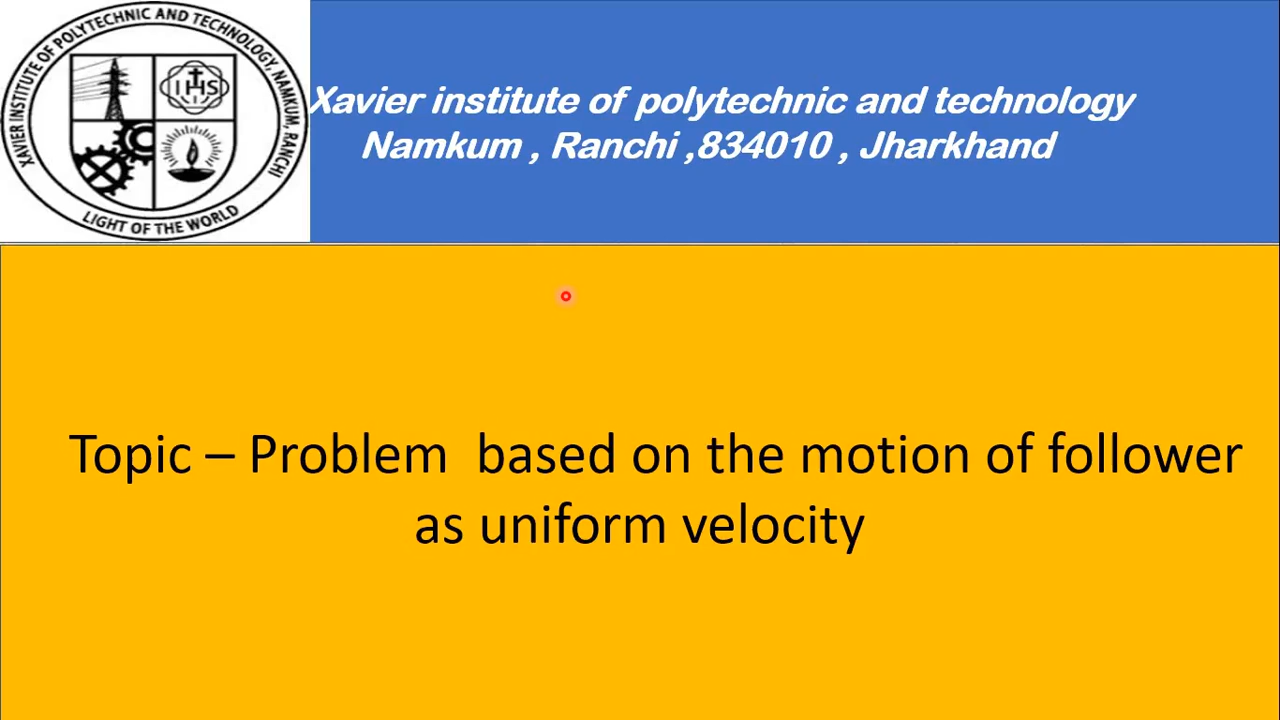 XAVIER INSTITUTE OF POLYTECHNIC AND TECHNOLOGY, NAMKUM, RANCHI
IHS
LIGHT OF THE WORLD
Xavier institute of polytechnic and technology
Namkum , Ranchi ,834010 , Jharkhand
Topic – Problem  based on the motion of follower
as uniform velocity